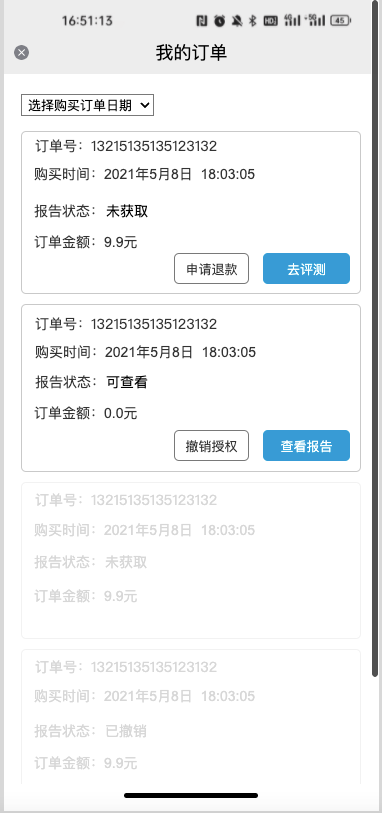 16:51:13 HD 4G 5G 45
我的订单
选择购买订单日期
订单号：13215135135123132
购买时间：2021年5月8日 18:03:05
报告状态：未获取
订单金额：9.9元
申请退款 去评测
订单号：13215135135123132
购买时间：2021年5月8日 18:03:05
报告状态：可查看
订单金额：0.0元
撤销授权 查看报告
订单号：13215135135123132
购买时间：2021年5月8日 18:03:05
报告状态：未获取
订单金额：9.9元
订单号：13215135135123132
购买时间：2021年5月8日 18:03:05
报告状态：已撤销
订单金额：9.9元